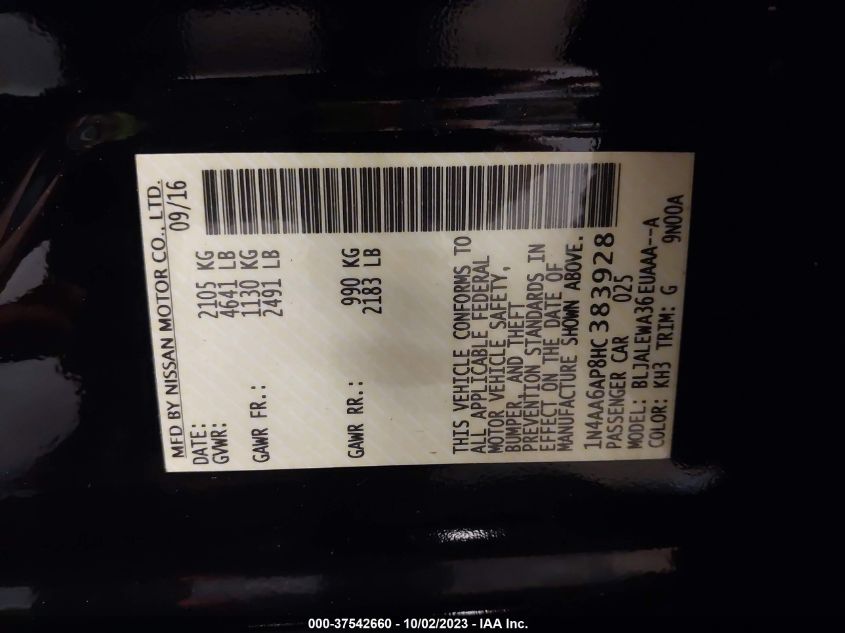 MFD BY NISSAN MOTOR CO., LTD.
DATE: 09/16
GVWR: 2105 KG
4641 LB
GAWR FR.: 1130 KG
2491 LB
GAWR RR.: 990 KG
2183 LB
THIS VEHICLE CONFORMS TO
ALL APPLICABLE FEDERAL
MOTOR VEHICLE SAFETY,
BUMPER, AND THEFT
PREVENTION STANDARDS IN
EFFECT ON THE DATE OF
MANUFACTURE SHOWN ABOVE.
1N4AA6AP8HC383928
PASSENGER CAR 025
MODEL: BLJALEWA36EUAAA--A
COLOR: KH3 TRIM: G 9N00A
000-37542660 - 10/02/2023 - IAA Inc.